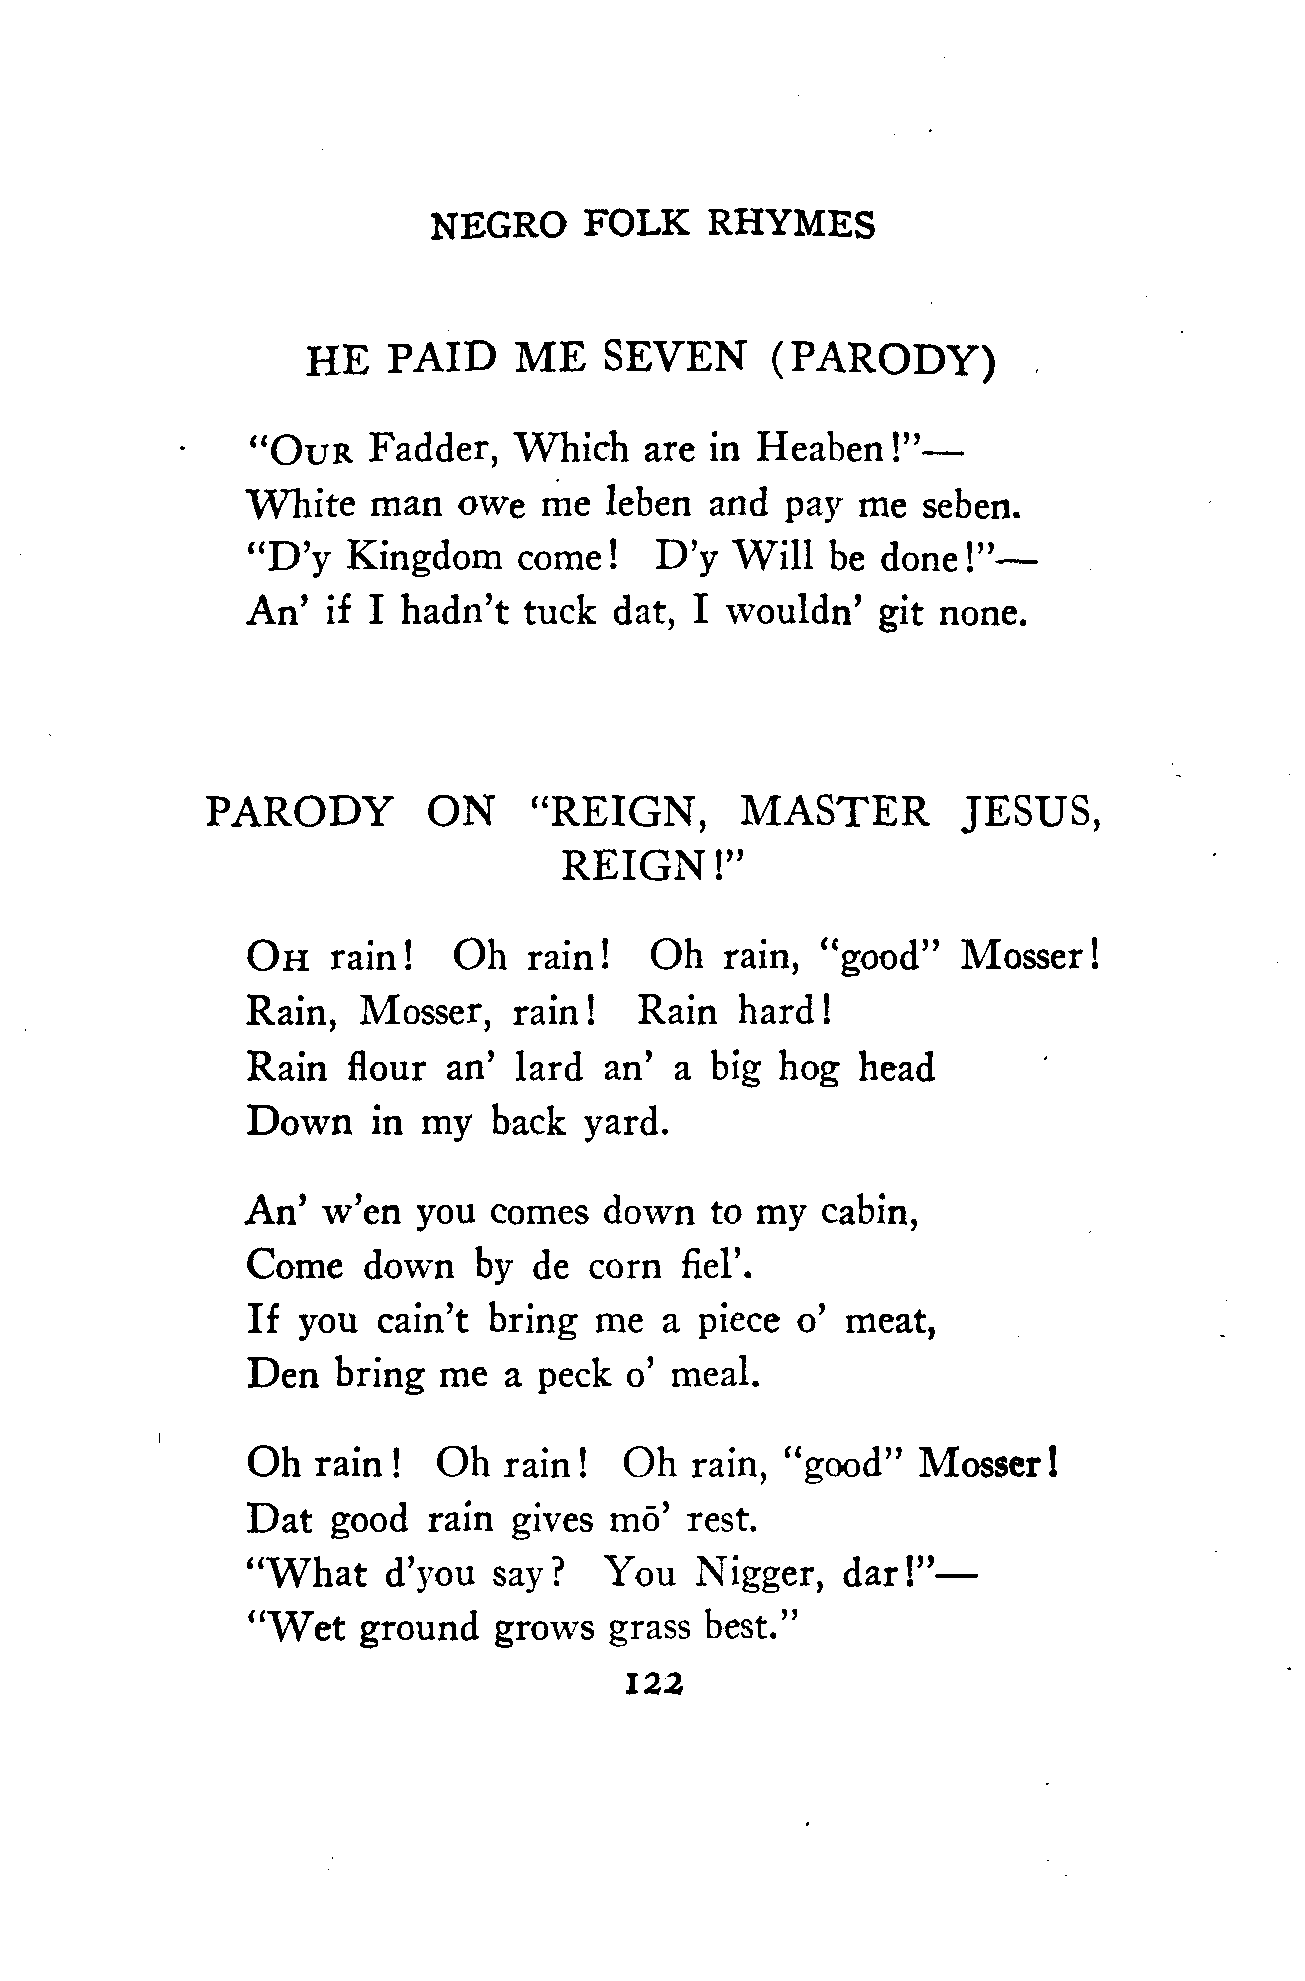 NEGRO FOLK RHYMES
HE PAID ME SEVEN (PARODY)
"OUR Fadder, Which are in Heaben!"—
White man owe me leben and pay me seben.
"D'y Kingdom come! D'y Will be done!"—
An' if I hadn't tuck dat, I wouldn' git none.
PARODY ON "REIGN, MASTER JESUS,
REIGN!"
OH rain! Oh rain! Oh rain, "good" Mosser!
Rain, Mosser, rain! Rain hard!
Rain flour an' lard an' a big hog head
Down in my back yard.
An' w'en you comes down to my cabin,
Come down by de corn fiel'.
If you cain't bring me a piece o' meat,
Den bring me a peck o' meal.
Oh rain! Oh rain! Oh rain, "good" Mosser!
Dat good rain gives mō' rest.
"What d'you say? You Nigger, dar!"—
"Wet ground grows grass best."
122